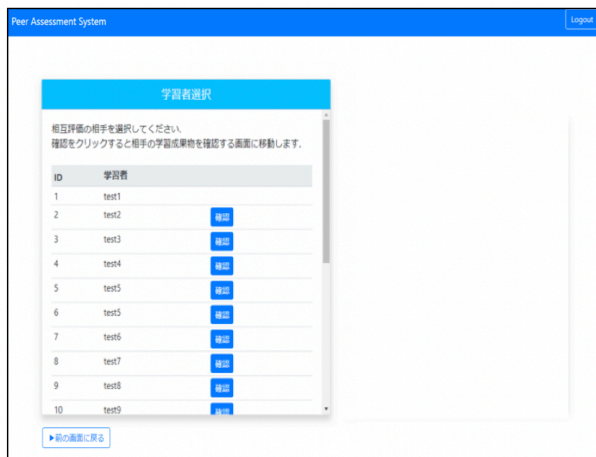 Peer Assessment System
Logout
学習者選択
相互評価の相手を選択してください.
確認をクリックすると相手の学習成果物を確認する画面に移動します.
ID 学習者
1 test1
2 test2 確認
3 test3 確認
4 test4 確認
5 test5 確認
6 test5 確認
7 test6 確認
8 test7 確認
9 test8 確認
10 test9 確認
▶前の画面に戻る